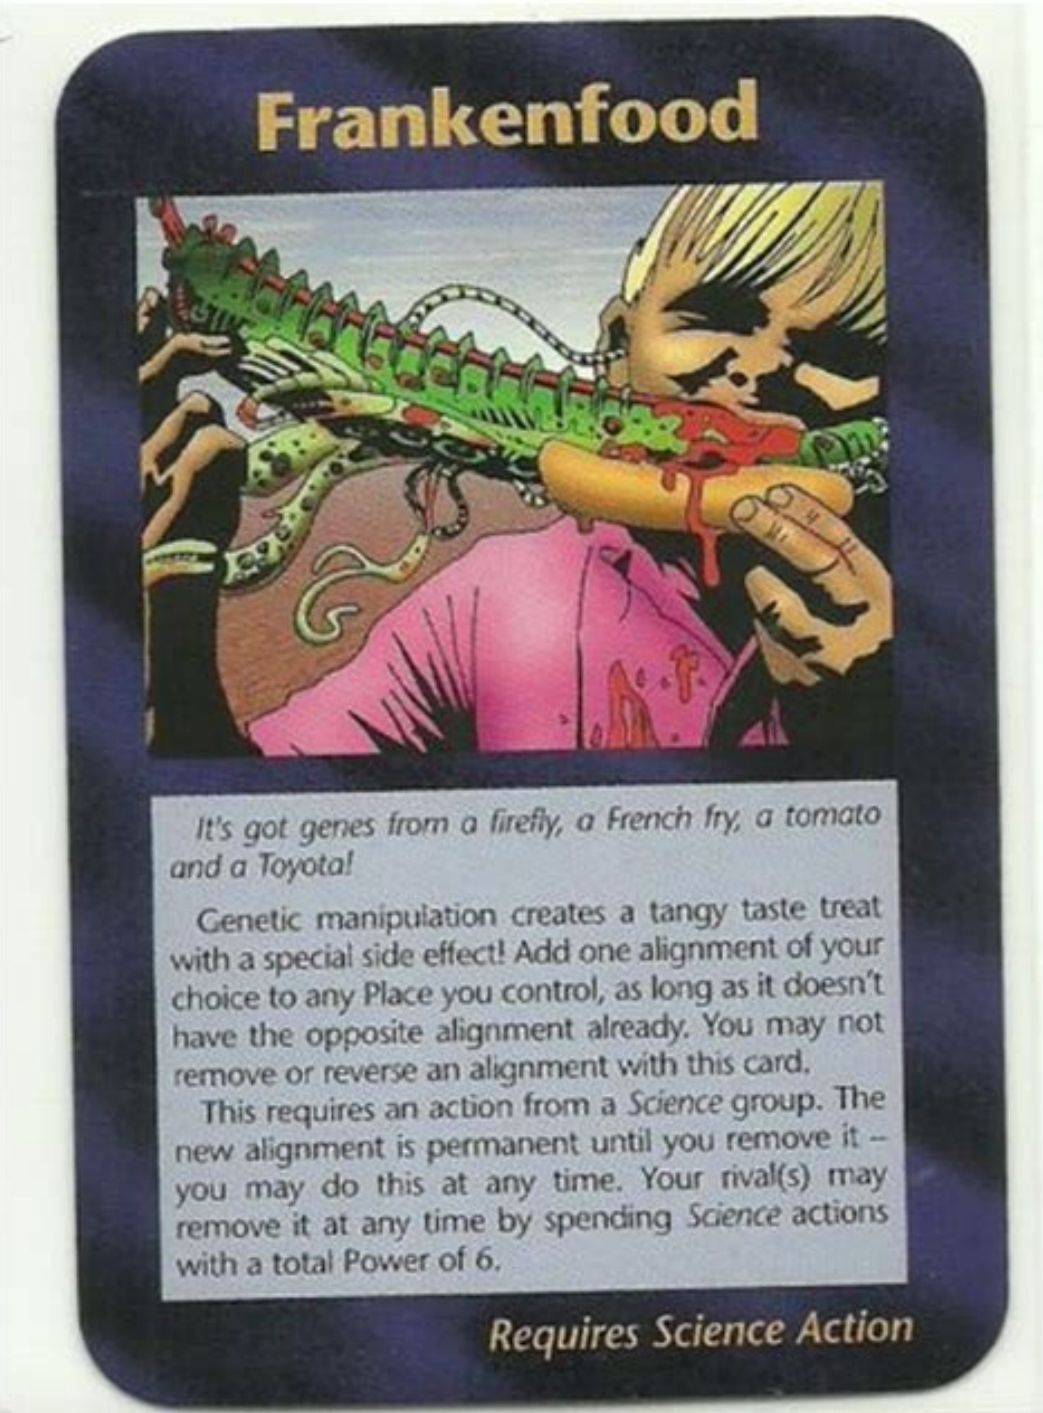 Frankenfood
It's got genes from a firefly, a French fry, a tomato
and a Toyota!
Genetic manipulation creates a tangy taste treat
with a special side effect! Add one alignment of your
choice to any Place you control, as long as it doesn't
have the opposite alignment already. You may not
remove or reverse an alignment with this card.
This requires an action from a Science group. The
new alignment is permanent until you remove it –
you may do this at any time. Your rival(s) may
remove it at any time by spending Science actions
with a total Power of 6.
Requires Science Action